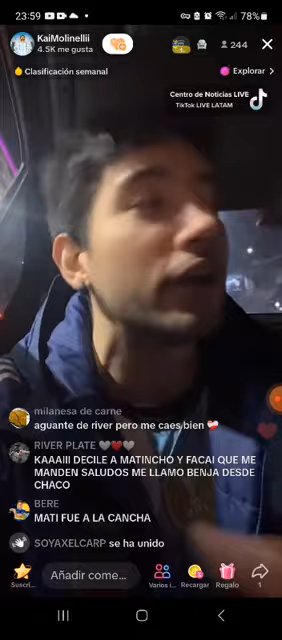 23:59
78%
KaiMolinellii
4.5K me gusta
244
Clasificación semanal
Explorar
Centro de Noticias LIVE
TikTok LIVE LATAM
milanesa de carne
aguante de river pero me caes bien
RIVER PLATE
KAAAIII DECILE A MATINCHO Y FACAI QUE ME
MANDEN SALUDOS ME LLAMO BENJA DESDE
CHACO
BERE
MATI FUE A LA CANCHA
SOYAXELCARP se ha unido
Suscri...
Añadir come...
Varios i...
Recargar
Regalo
1